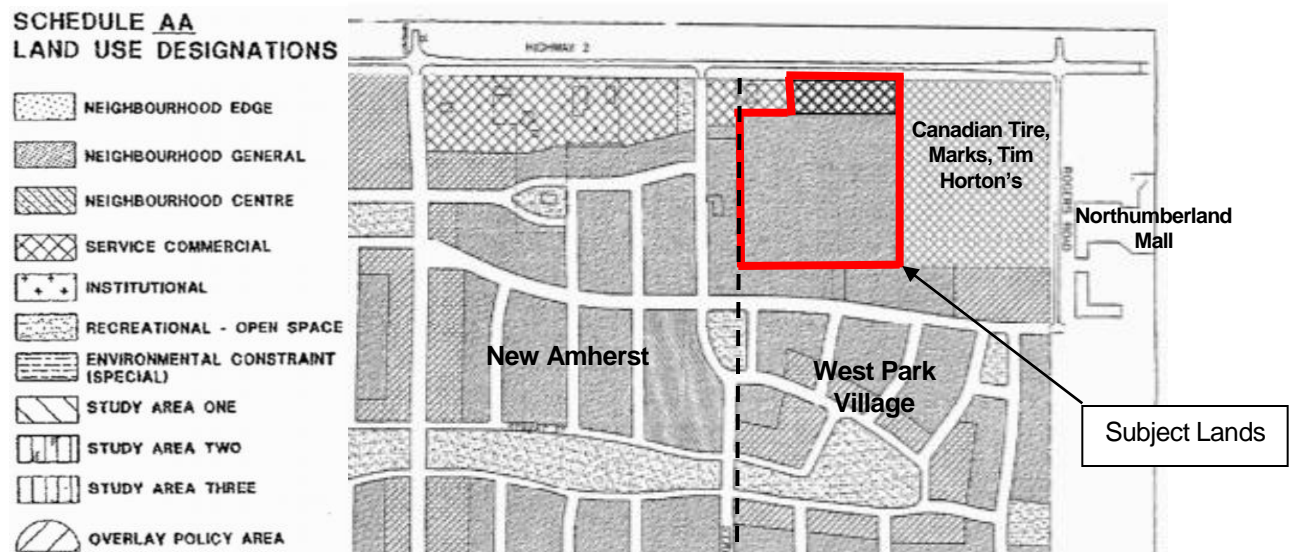 SCHEDULE AA
LAND USE DESIGNATIONS
NEIGHBOURHOOD EDGE
NEIGHBOURHOOD GENERAL
NEIGHBOURHOOD CENTRE
SERVICE COMMERCIAL
INSTITUTIONAL
RECREATIONAL - OPEN SPACE
ENVIRONMENTAL CONSTRAINT
(SPECIAL)
STUDY AREA ONE
STUDY AREA TWO
STUDY AREA THREE
OVERLAY POLICY AREA
HIGHWAY 2
Canadian Tire,
Marks, Tim
Horton's
ROGERS ROAD
Northumberland
Mall
New Amherst
West Park
Village
Subject Lands